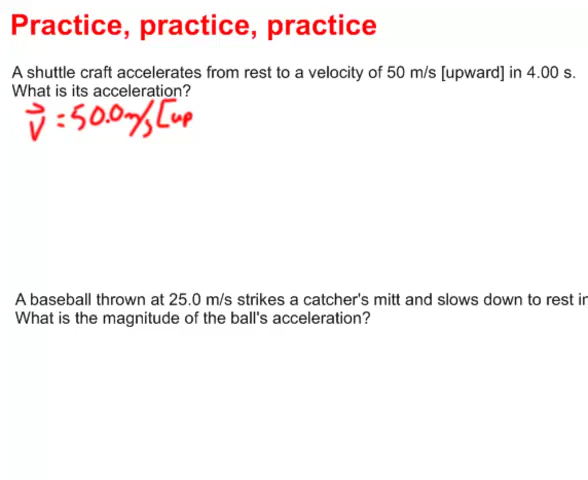 Practice, practice, practice
A shuttle craft accelerates from rest to a velocity of 50 m/s [upward] in 4.00 s.
What is its acceleration?
v⃗ = 50.0 m/s [up
A baseball thrown at 25.0 m/s strikes a catcher's mitt and slows down to rest in
What is the magnitude of the ball's acceleration?